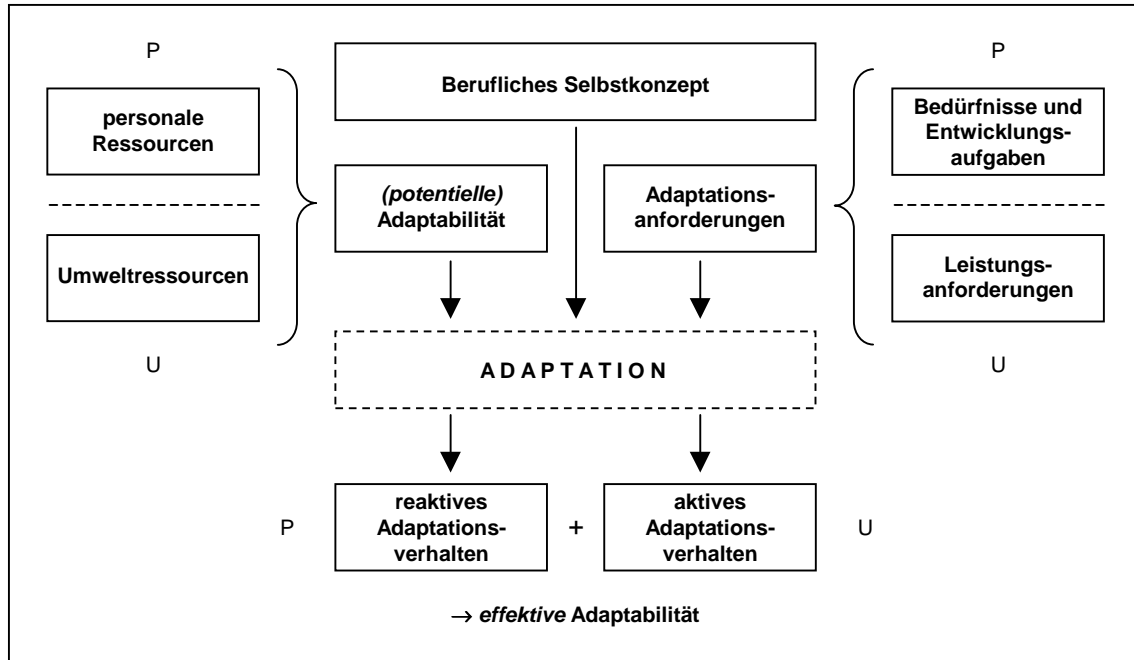 P
personale
Ressourcen
Umweltressourcen
U
Berufliches Selbstkonzept
(potentielle)
Adaptabilität
Adaptations-
anforderungen
P
Bedürfnisse und
Entwicklungs-
aufgaben
Leistungs-
anforderungen
U
ADAPTATION
P
reaktives
Adaptations-
verhalten
+
aktives
Adaptations-
verhalten
U
→ effektive Adaptabilität